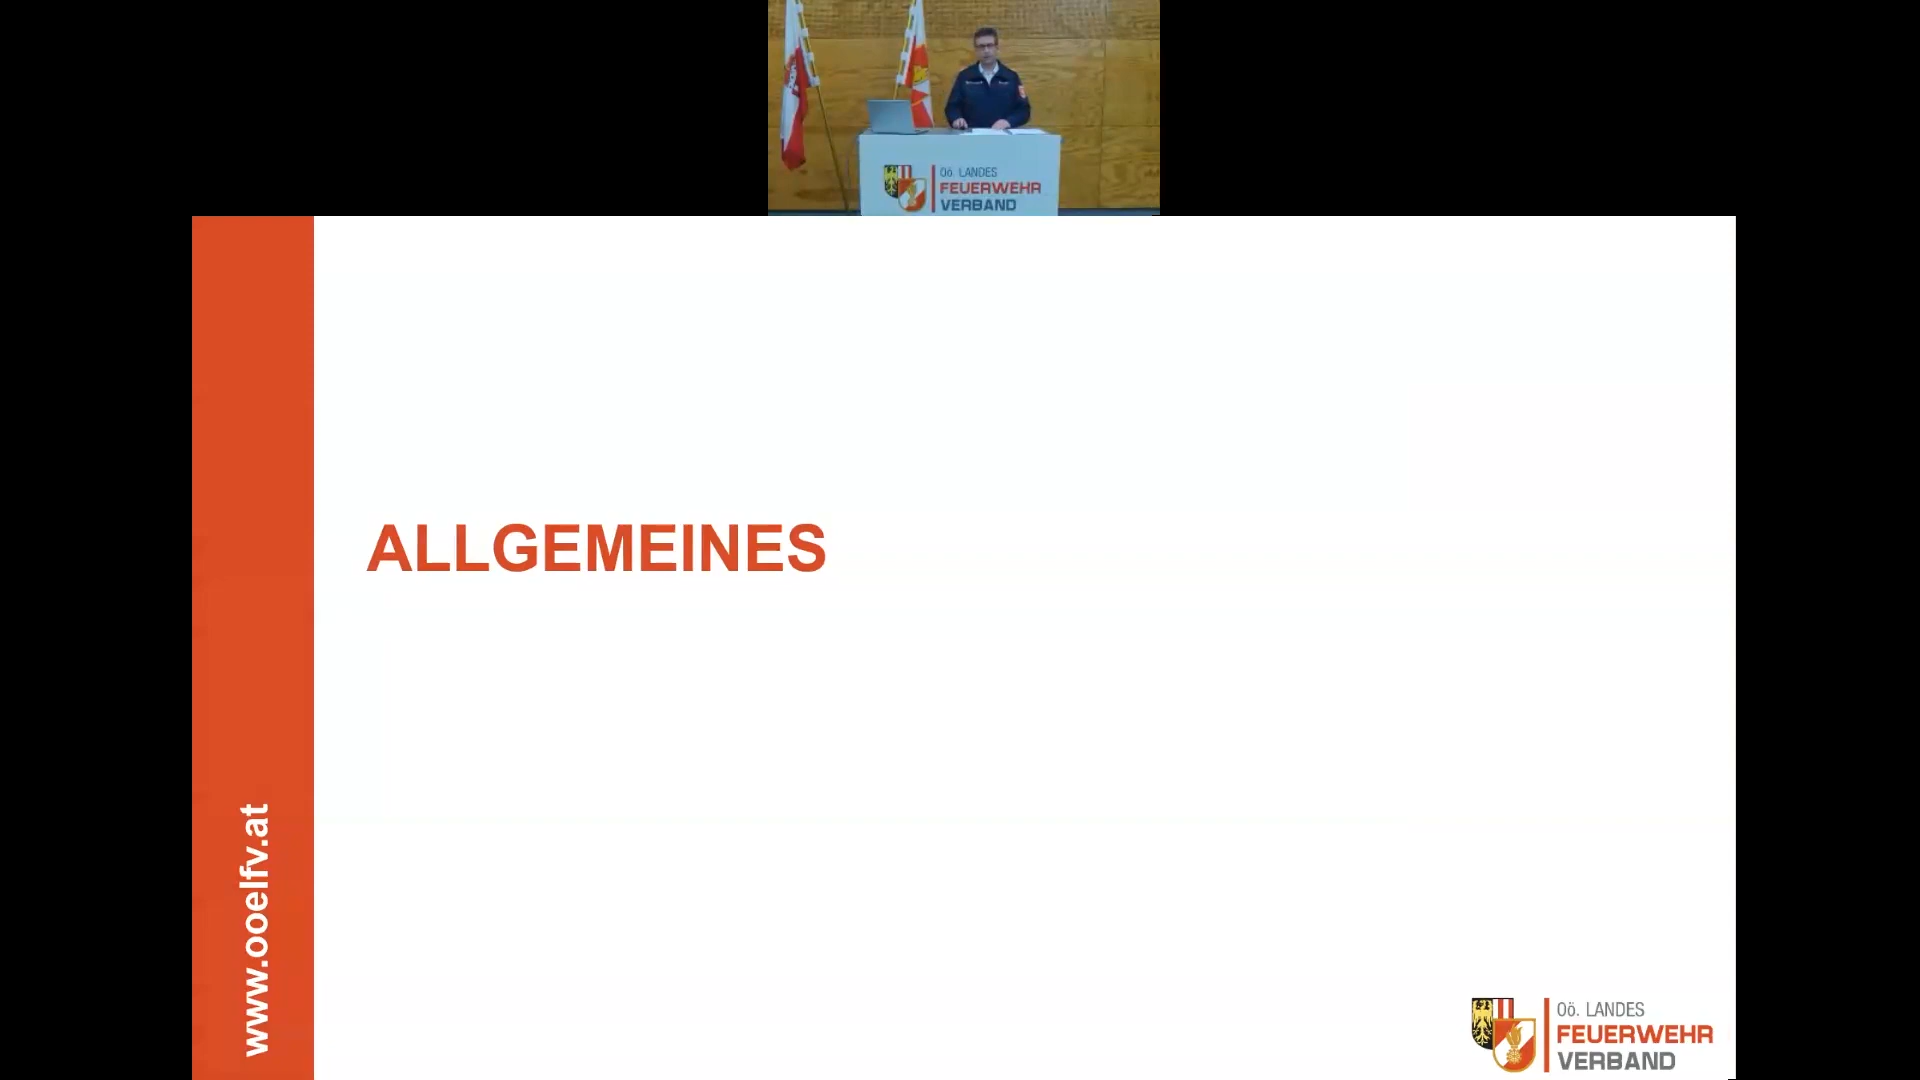 OÖ. LANDES
FEUERWEHR
VERBAND
ALLGEMEINES
www.ooelfv.at
OÖ. LANDES
FEUERWEHR
VERBAND